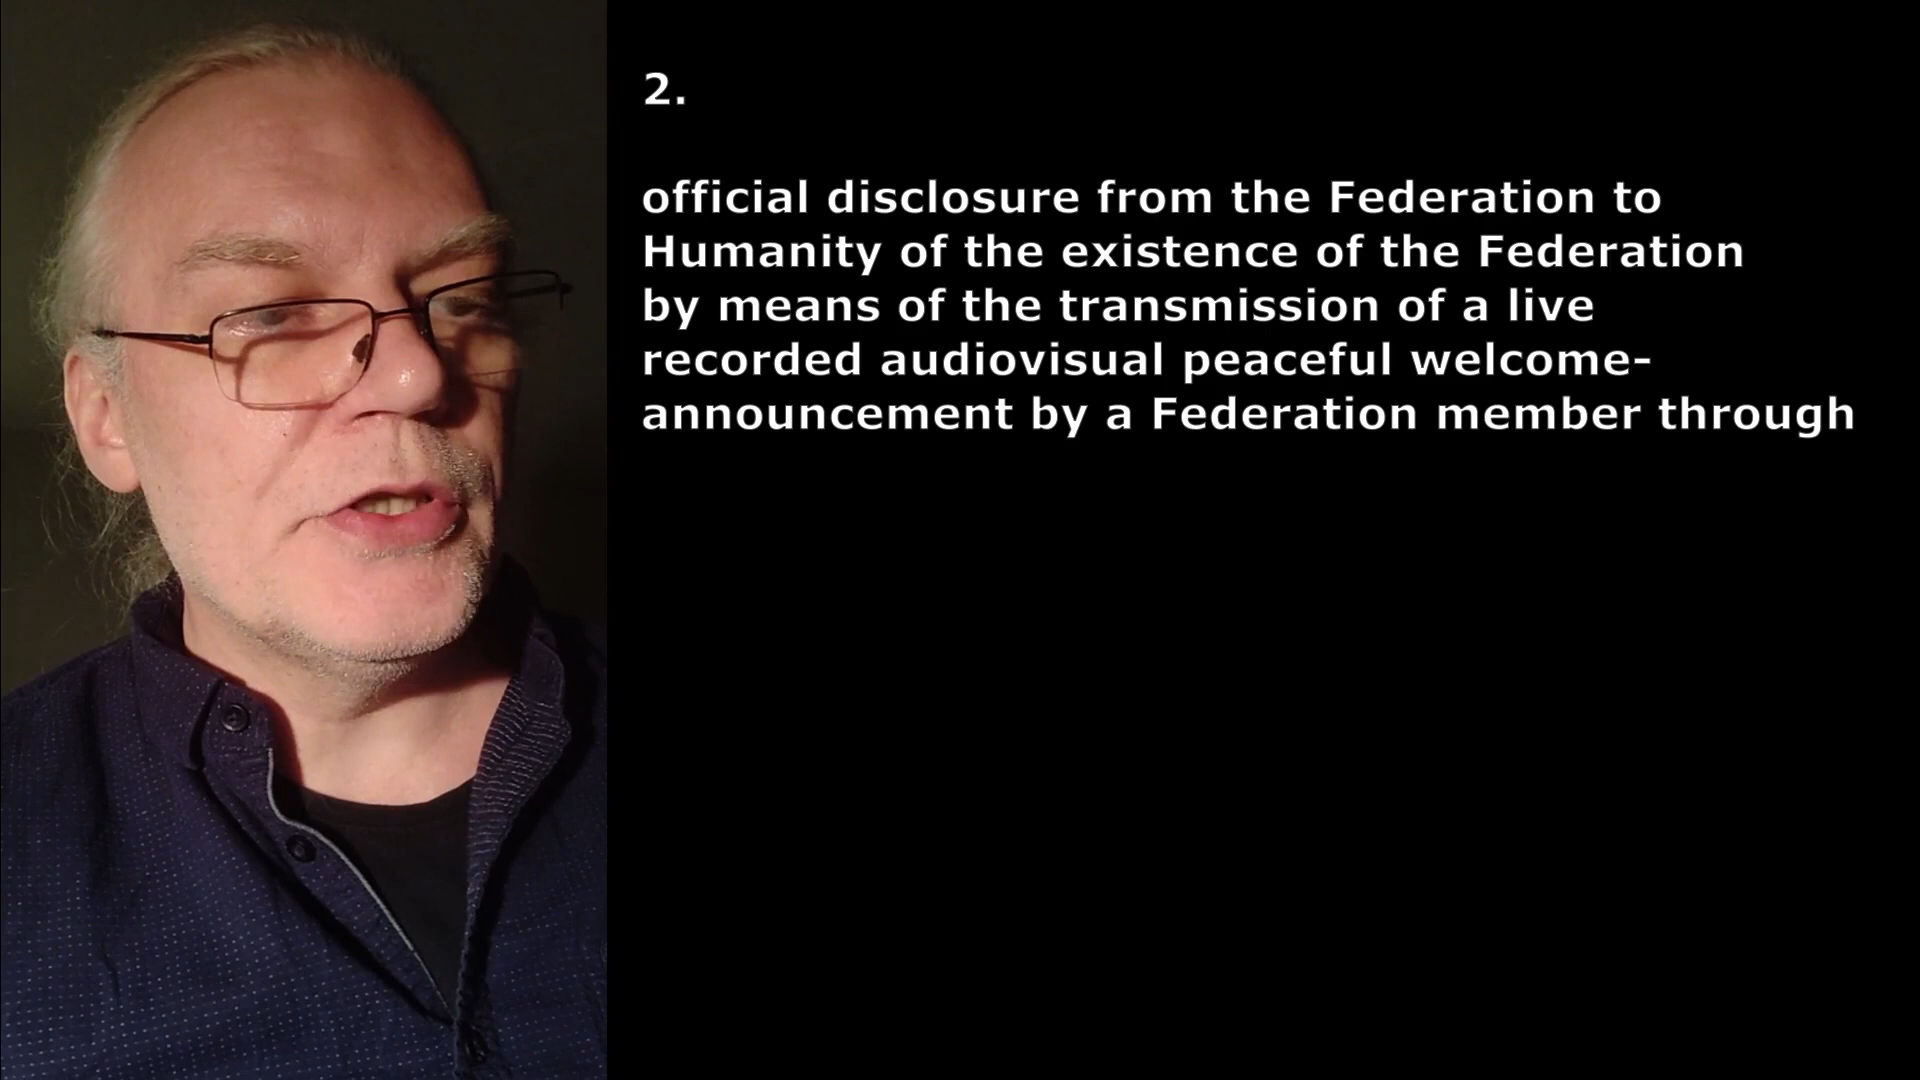 2.
official disclosure from the Federation to
Humanity of the existence of the Federation
by means of the transmission of a live
recorded audiovisual peaceful welcome-
announcement by a Federation member through